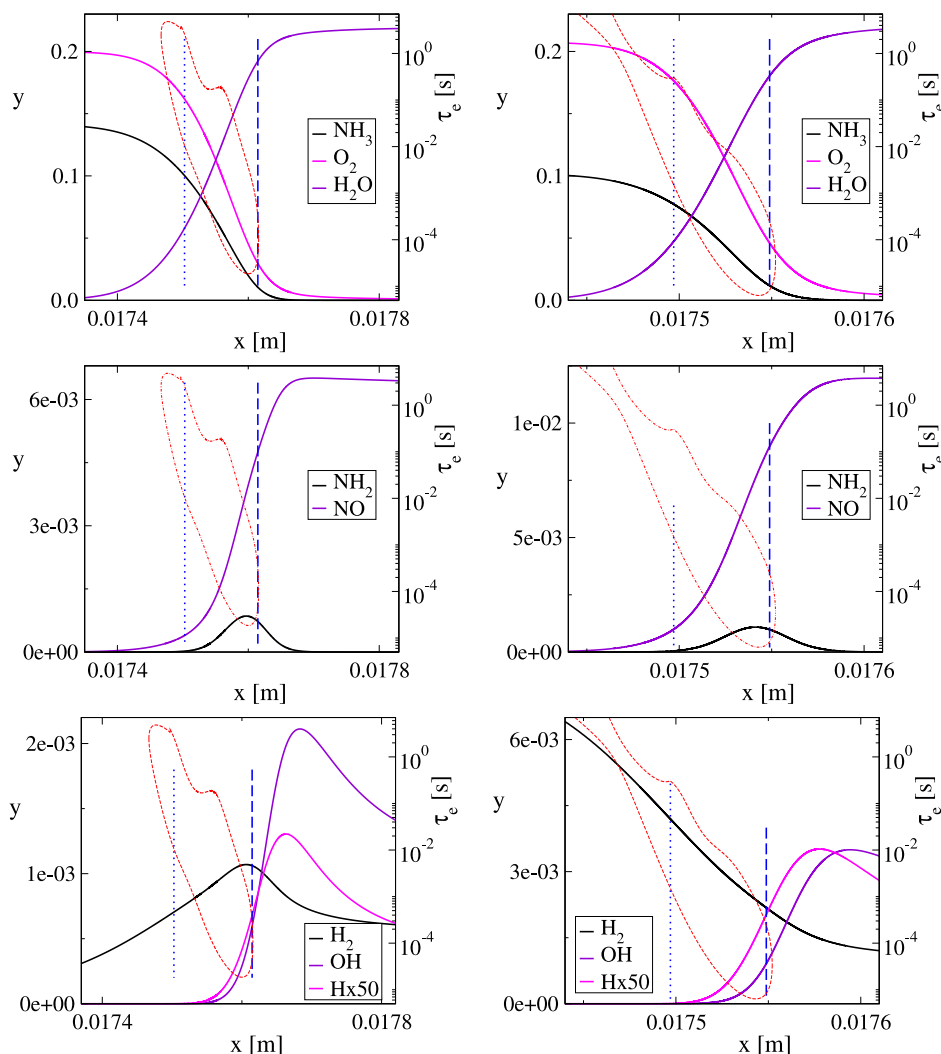 0.2
y
0.1
0.0
0.0174
0.0178
x [m]
NH3
O2
H2O
10^0
10^-2
10^-4
τe [s]
0.2
y
0.1
0.0
0.0175
0.0176
x [m]
NH3
O2
H2O
10^0
10^-2
10^-4
τe [s]
6e-03
y
3e-03
0e+00
0.0174
0.0178
x [m]
NH2
NO
10^0
10^-2
10^-4
τe [s]
1e-02
y
5e-03
0e+00
0.0175
0.0176
x [m]
NH2
NO
10^0
10^-2
10^-4
τe [s]
2e-03
y
1e-03
0e+00
0.0174
0.0178
x [m]
H2
OH
Hx50
10^0
10^-2
10^-4
τe [s]
6e-03
y
3e-03
0e+00
0.0175
0.0176
x [m]
H2
OH
Hx50
10^0
10^-2
10^-4
τe [s]